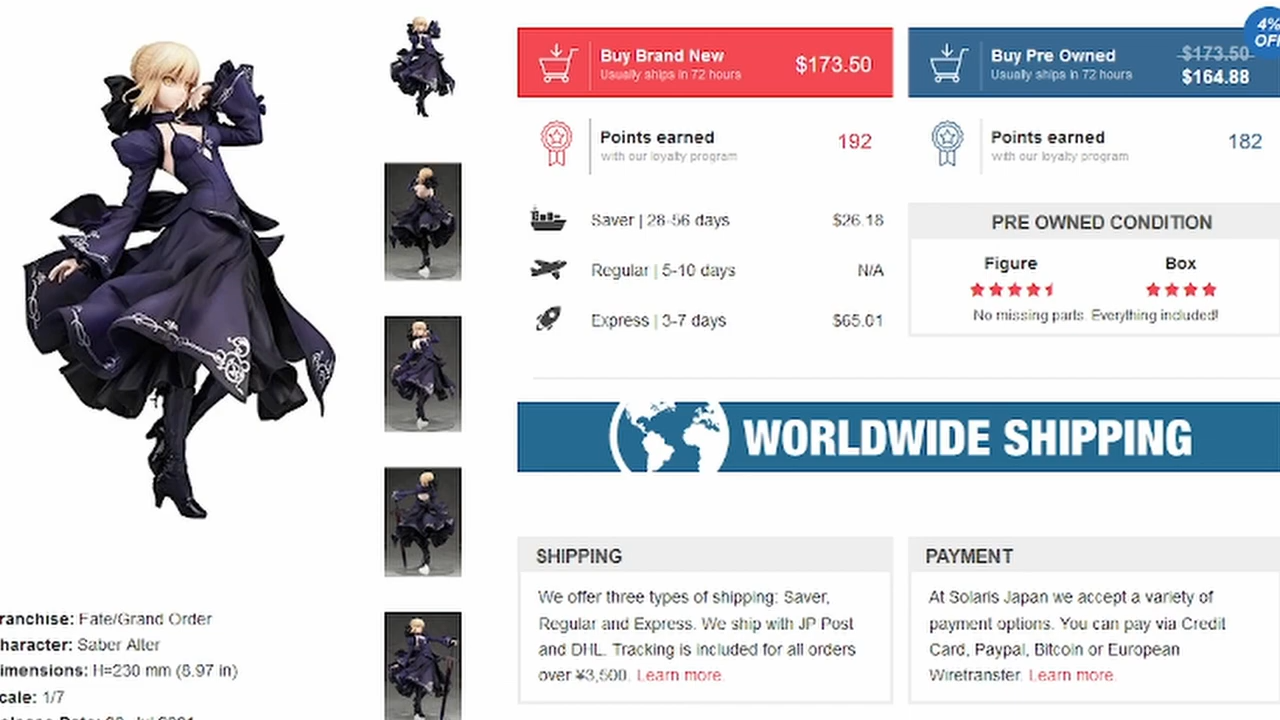 Buy Brand New
Usually ships in 72 hours
$173.50
Buy Pre Owned
Usually ships in 72 hours
$173.50
$164.88
4%
OFF
Points earned
with our loyalty program
192
Points earned
with our loyalty program
182
Saver | 28-56 days
$26.18
Regular | 5-10 days
N/A
Express | 3-7 days
$65.01
PRE OWNED CONDITION
Figure
Box
No missing parts. Everything included!
WORLDWIDE SHIPPING
SHIPPING
We offer three types of shipping: Saver,
Regular and Express. We ship with JP Post
and DHL. Tracking is included for all orders
over ¥3,500. Learn more.
PAYMENT
At Solaris Japan we accept a variety of
payment options. You can pay via Credit
Card, Paypal, Bitcoin or European
Wiretransfer. Learn more.
ranchise: Fate/Grand Order
haracter: Saber Alter
imensions: H=230 mm (8.97 in)
cale: 1/7